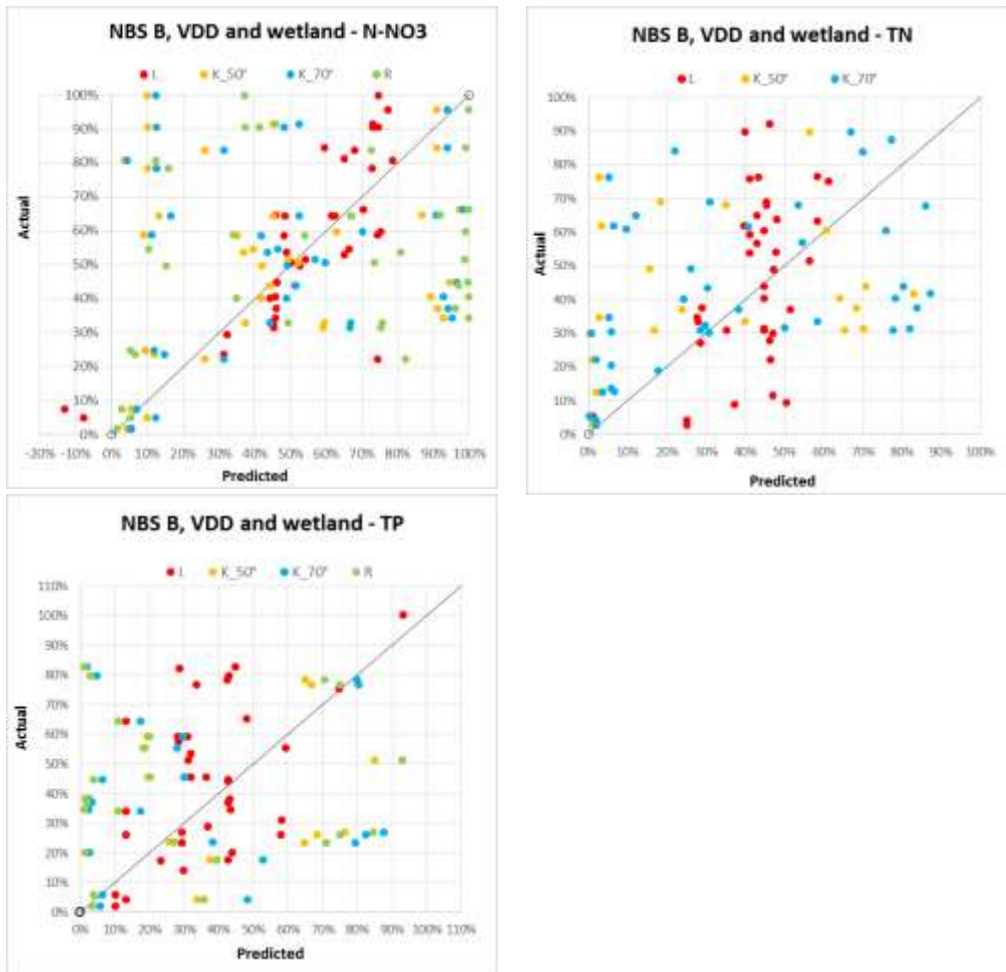 NBS B, VDD and wetland - N-NO3
L K_50° K_70° R
100%
90%
80%
70%
60%
50%
40%
30%
20%
10%
0%
Actual
-20% -10% 0% 10% 20% 30% 40% 50% 60% 70% 80% 90% 100%
Predicted
NBS B, VDD and wetland - TN
L K_50° K_70°
100%
90%
80%
70%
60%
50%
40%
30%
20%
10%
0%
Actual
0% 10% 20% 30% 40% 50% 60% 70% 80% 90% 100%
Predicted
NBS B, VDD and wetland - TP
L K_50° K_70° R
110%
100%
90%
80%
70%
60%
50%
40%
30%
20%
10%
0%
Actual
0% 10% 20% 30% 40% 50% 60% 70% 80% 90% 100% 110%
Predicted